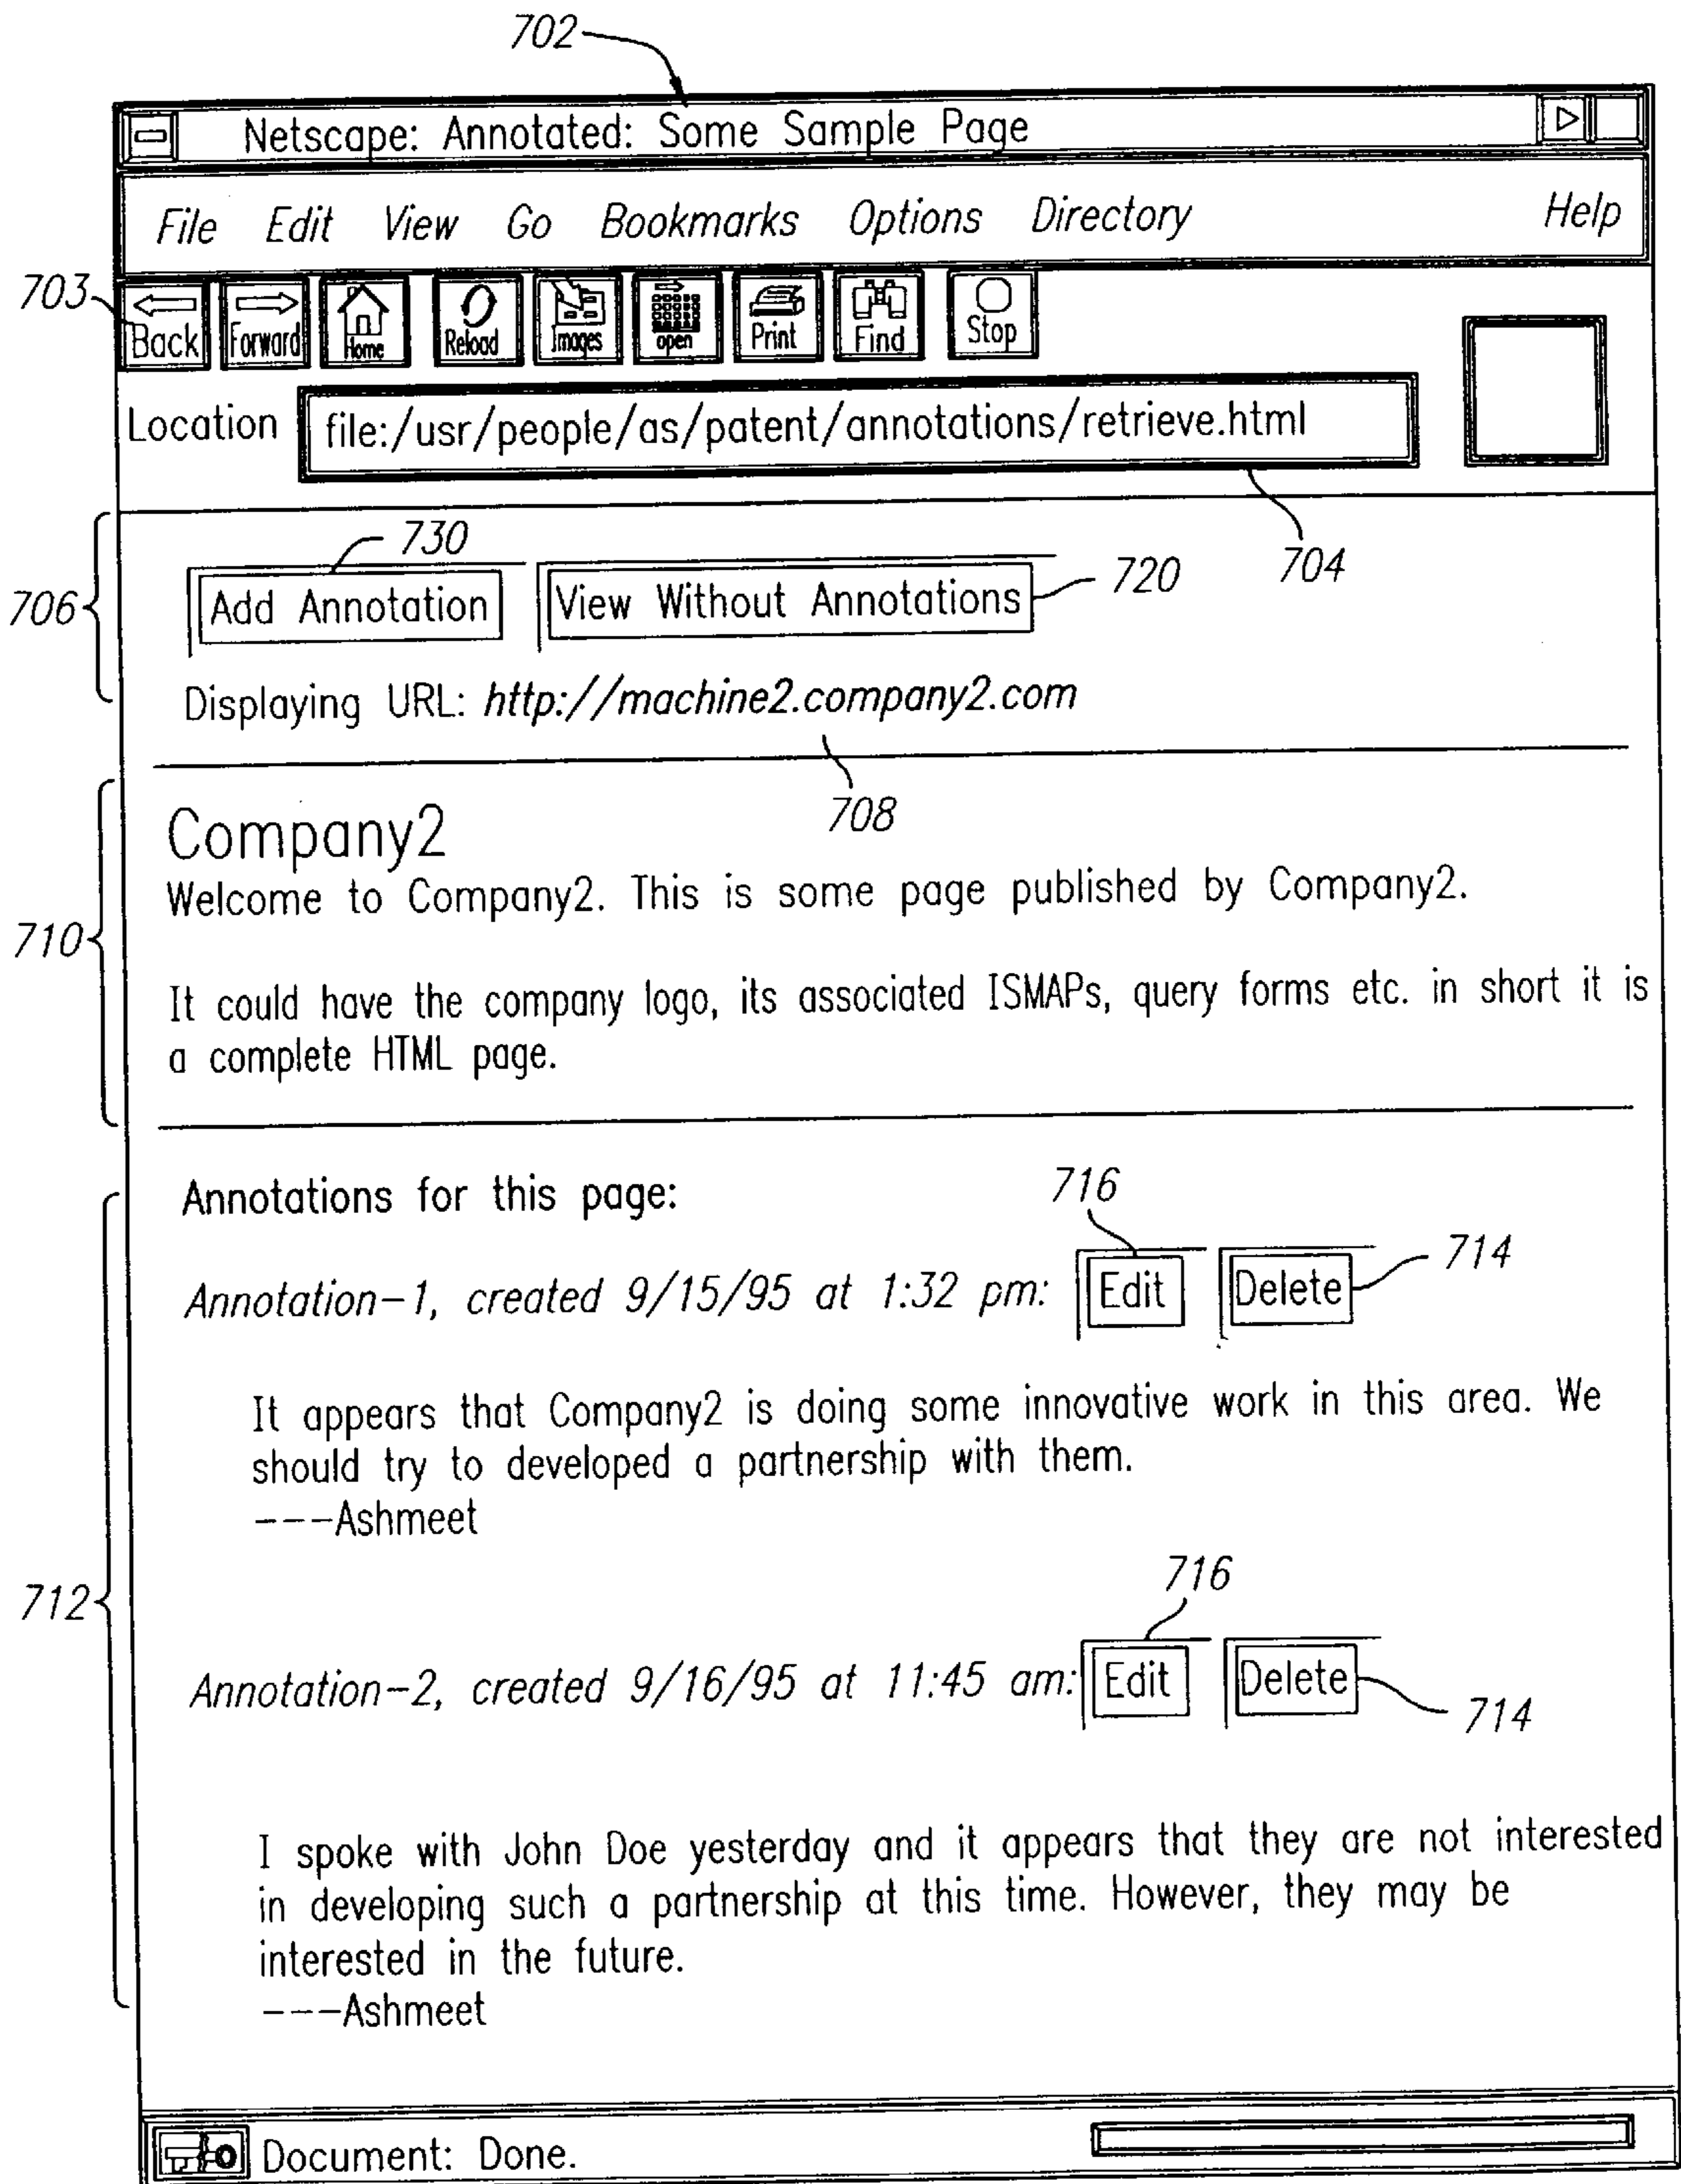 702
Netscape: Annotated: Some Sample Page
File Edit View Go Bookmarks Options Directory Help
703
Back Forward Home Reload Images open Print Find Stop
Location file:/usr/people/as/patent/annotations/retrieve.html
704
706
730
Add Annotation View Without Annotations 720
Displaying URL: http://machine2.company2.com
708
710
Company2
Welcome to Company2. This is some page published by Company2.
It could have the company logo, its associated ISMAPs, query forms etc. in short it is
a complete HTML page.
712
Annotations for this page:
716
Annotation-1, created 9/15/95 at 1:32 pm: Edit Delete 714
It appears that Company2 is doing some innovative work in this area. We
should try to developed a partnership with them.
---Ashmeet
716
Annotation-2, created 9/16/95 at 11:45 am: Edit Delete 714
I spoke with John Doe yesterday and it appears that they are not interested
in developing such a partnership at this time. However, they may be
interested in the future.
---Ashmeet
Document: Done.